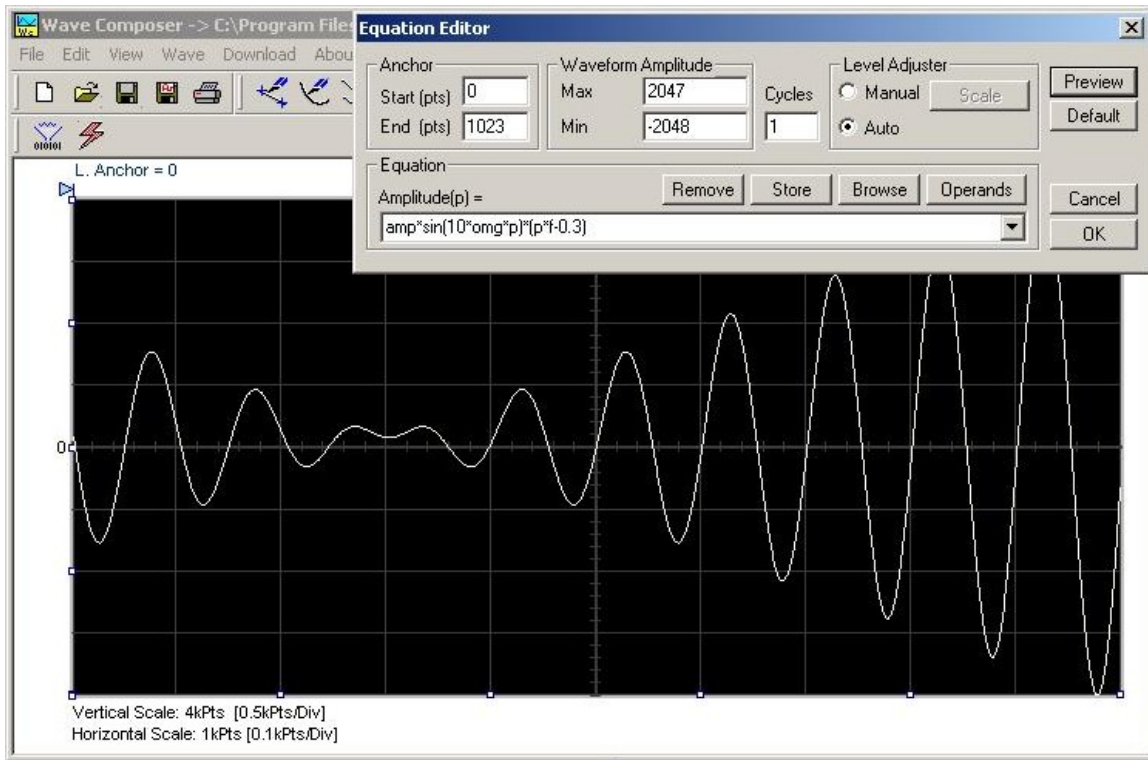 Wave Composer -> C:\Program Files
File Edit View Wave Download Abou
010101
L. Anchor = 0
0
Vertical Scale: 4kPts [0.5kPts/Div]
Horizontal Scale: 1kPts [0.1kPts/Div]
Equation Editor
Anchor
Start (pts) 0
End (pts) 1023
Waveform Amplitude
Max 2047
Min -2048
Cycles
1
Level Adjuster
Manual Scale
Auto
Preview
Default
Equation
Amplitude(p) =
Remove Store Browse Operands
amp*sin(10*omg*p)*(p*f-0.3)
Cancel
OK